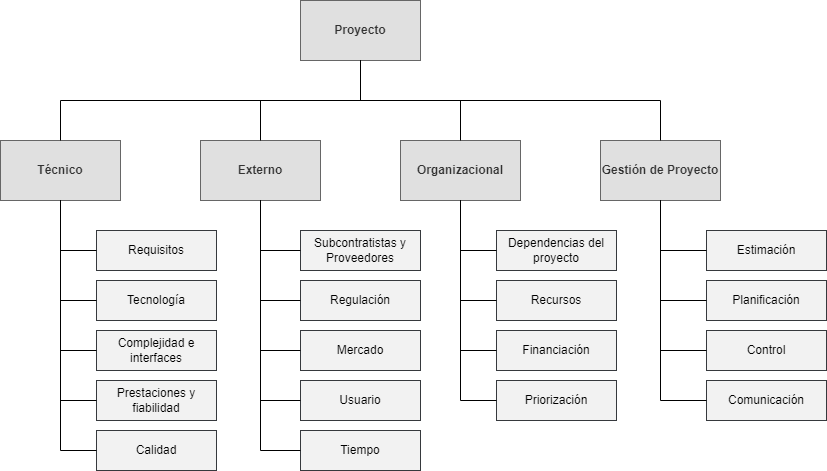 Proyecto
Técnico
Externo
Organizacional
Gestión de Proyecto
Requisitos
Tecnología
Complejidad e
interfaces
Prestaciones y
fiabilidad
Calidad
Subcontratistas y
Proveedores
Regulación
Mercado
Usuario
Tiempo
Dependencias del
proyecto
Recursos
Financiación
Priorización
Estimación
Planificación
Control
Comunicación